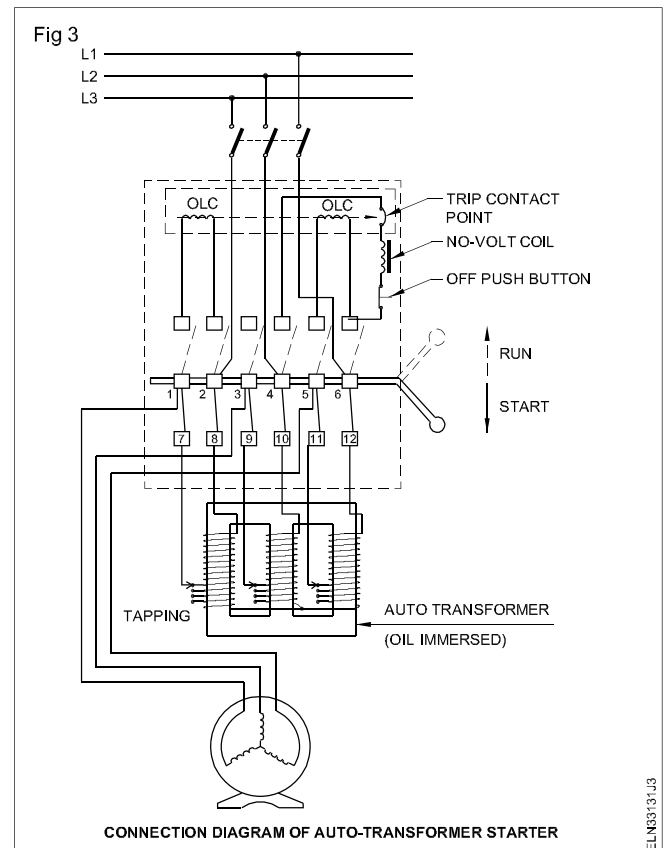 Fig 3
L1
L2
L3
OLC OLC
TRIP CONTACT
POINT
NO-VOLT COIL
OFF PUSH BUTTON
RUN
START
1 2 3 4 5 6
7 8 9 10 11 12
TAPPING
AUTO TRANSFORMER
(OIL IMMERSED)
CONNECTION DIAGRAM OF AUTO-TRANSFORMER STARTER
ELN33131J3